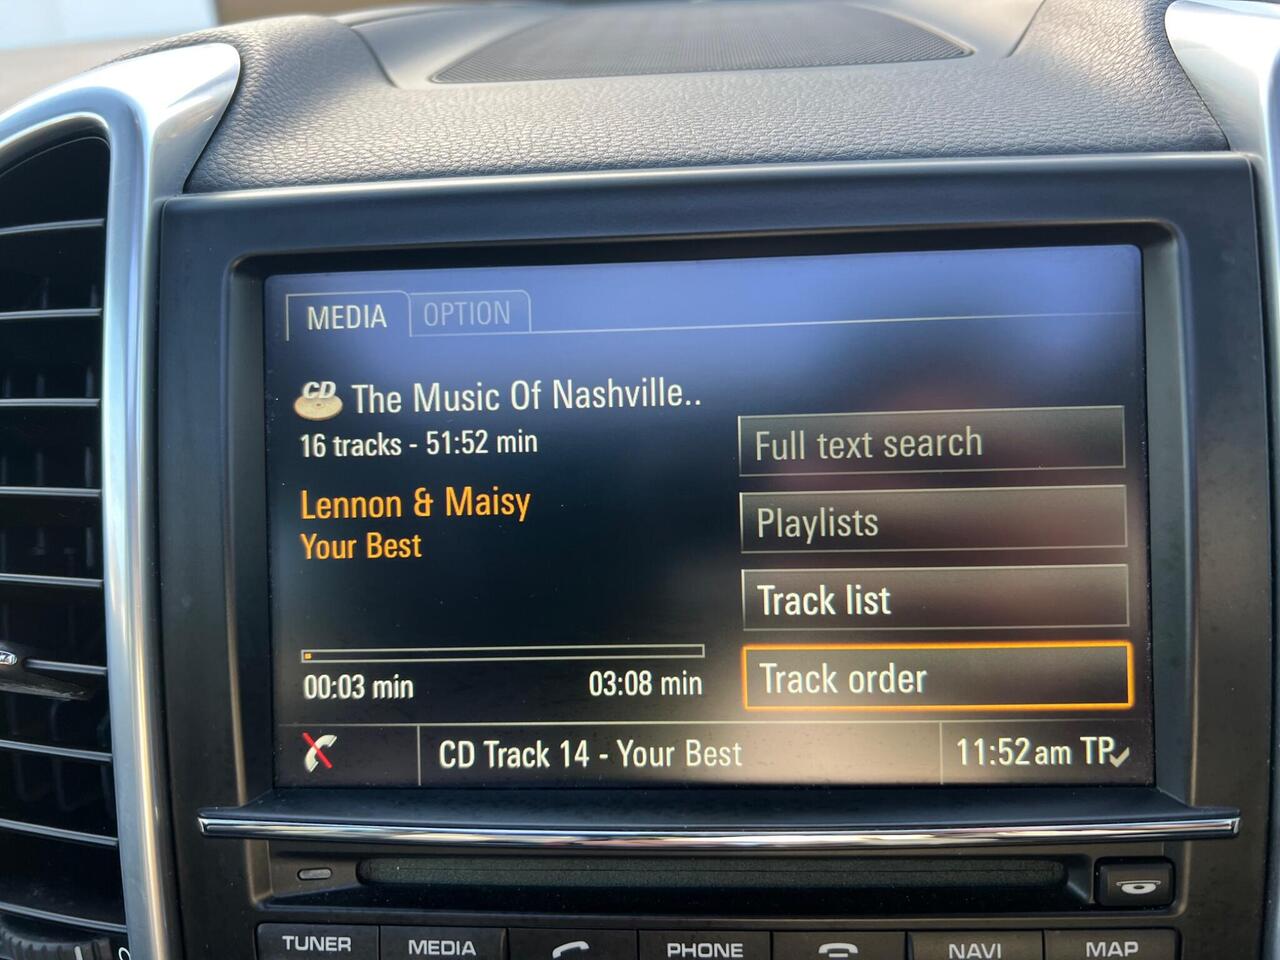 MEDIA OPTION
CD The Music Of Nashville..
16 tracks - 51:52 min
Full text search
Lennon & Maisy
Your Best
Playlists
Track list
00:03 min 03:08 min
Track order
CD Track 14 - Your Best
11:52am TP
TUNER MEDIA PHONE NAVI MAP